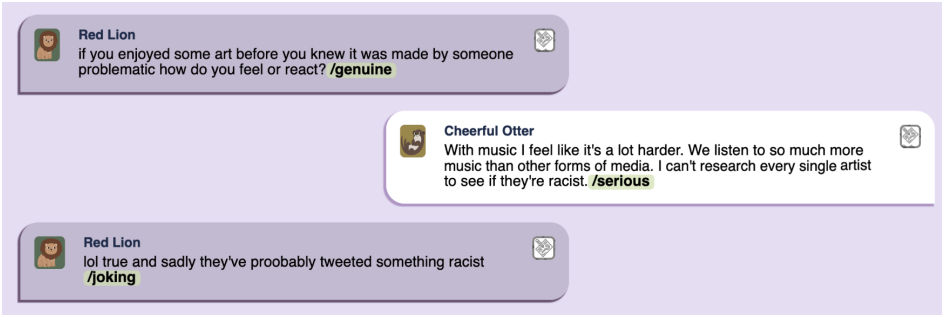 Red Lion
if you enjoyed some art before you knew it was made by someone
problematic how do you feel or react? /genuine
Cheerful Otter
With music I feel like it's a lot harder. We listen to so much more
music than other forms of media. I can't research every single artist
to see if they're racist. /serious
Red Lion
lol true and sadly they've proobably tweeted something racist
/joking